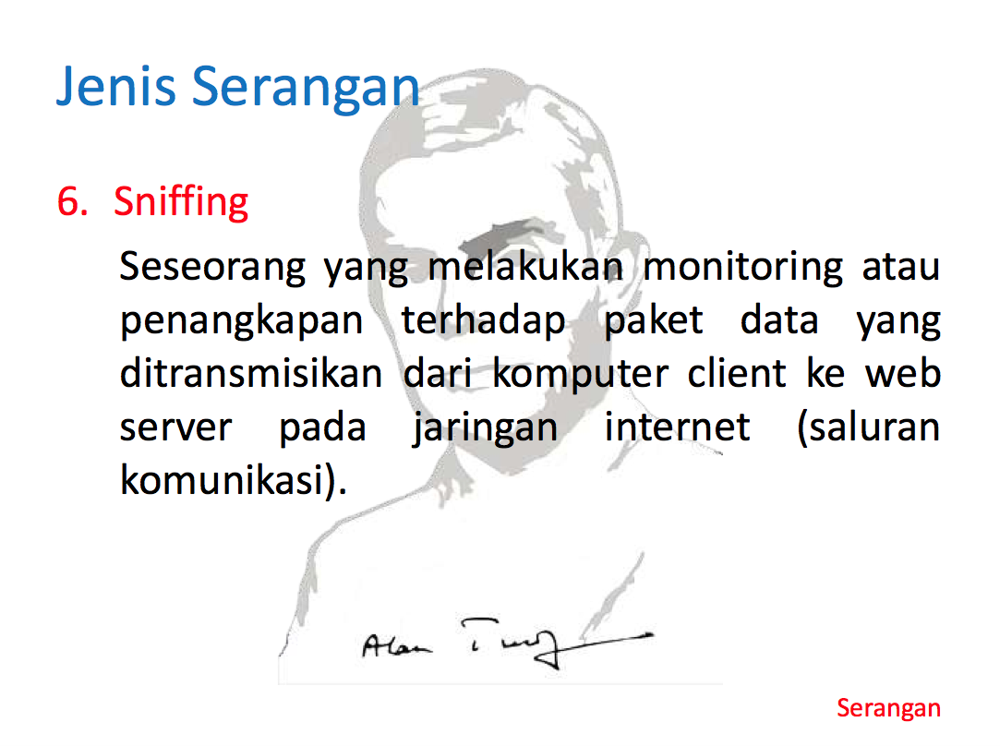 Jenis Serangan
6. Sniffing
Seseorang yang melakukan monitoring atau
penangkapan terhadap paket data yang
ditransmisikan dari komputer client ke web
server pada jaringan internet (saluran
komunikasi).
Alan Turing
Serangan